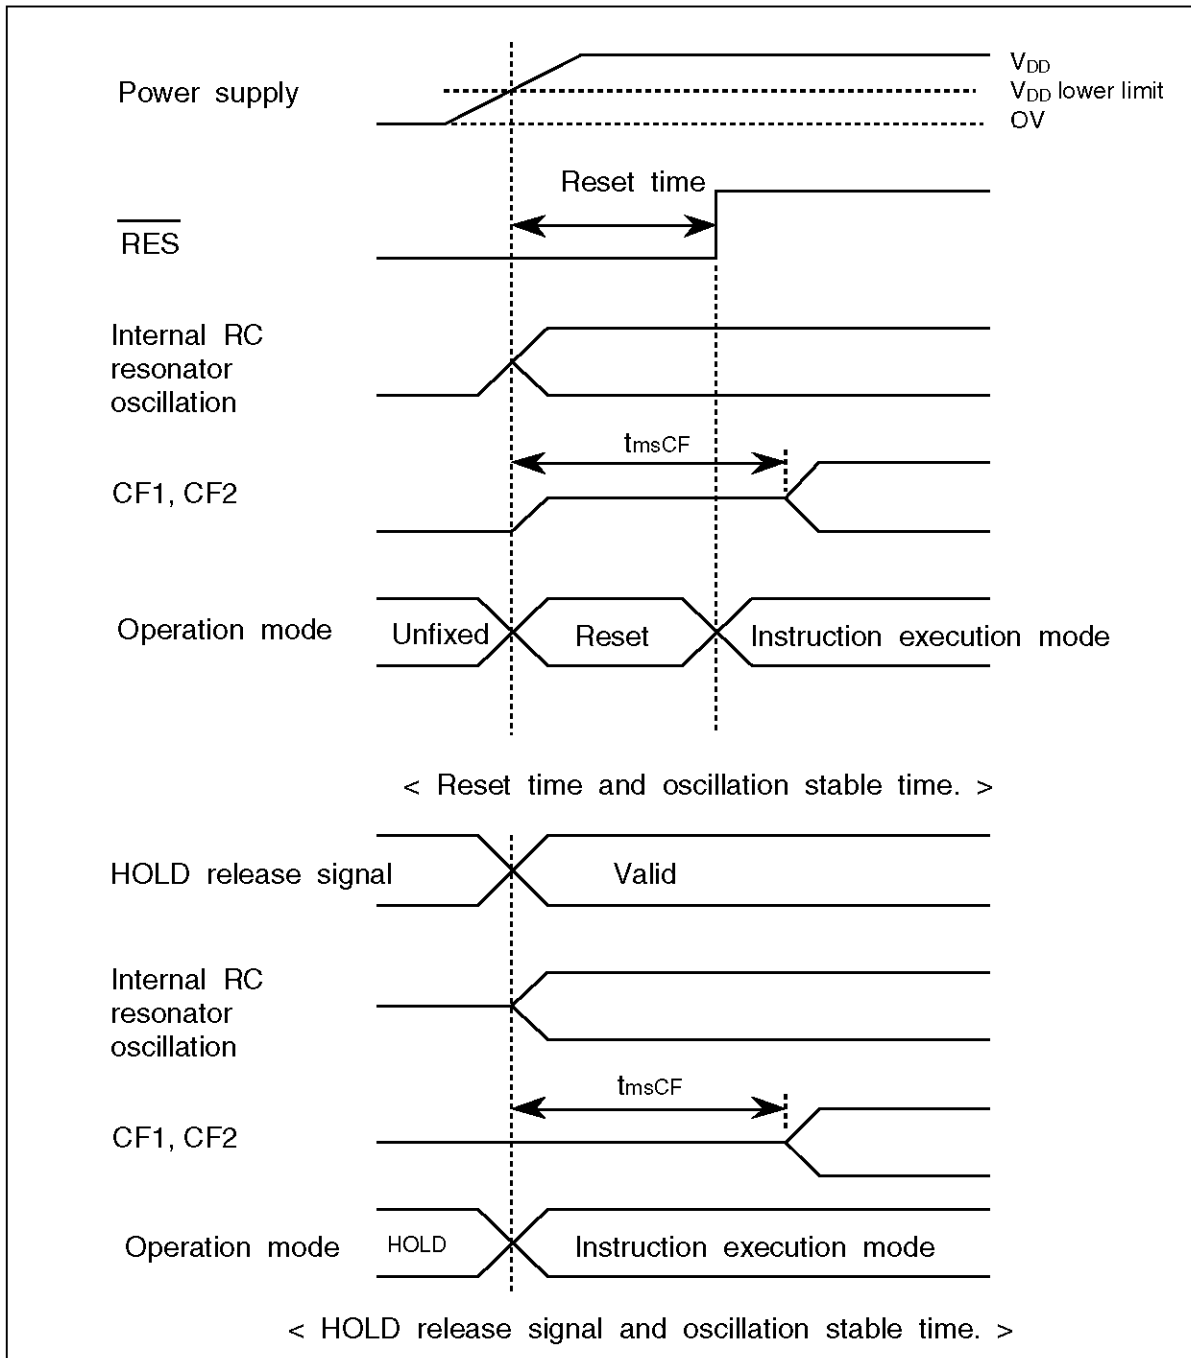 V_DD
Power supply
V_DD lower limit
OV
Reset time
RES
Internal RC
resonator
oscillation
tmsCF
CF1, CF2
Operation mode
Unfixed
Reset
Instruction execution mode
< Reset time and oscillation stable time. >
HOLD release signal
Valid
Internal RC
resonator
oscillation
tmsCF
CF1, CF2
Operation mode
HOLD
Instruction execution mode
< HOLD release signal and oscillation stable time. >